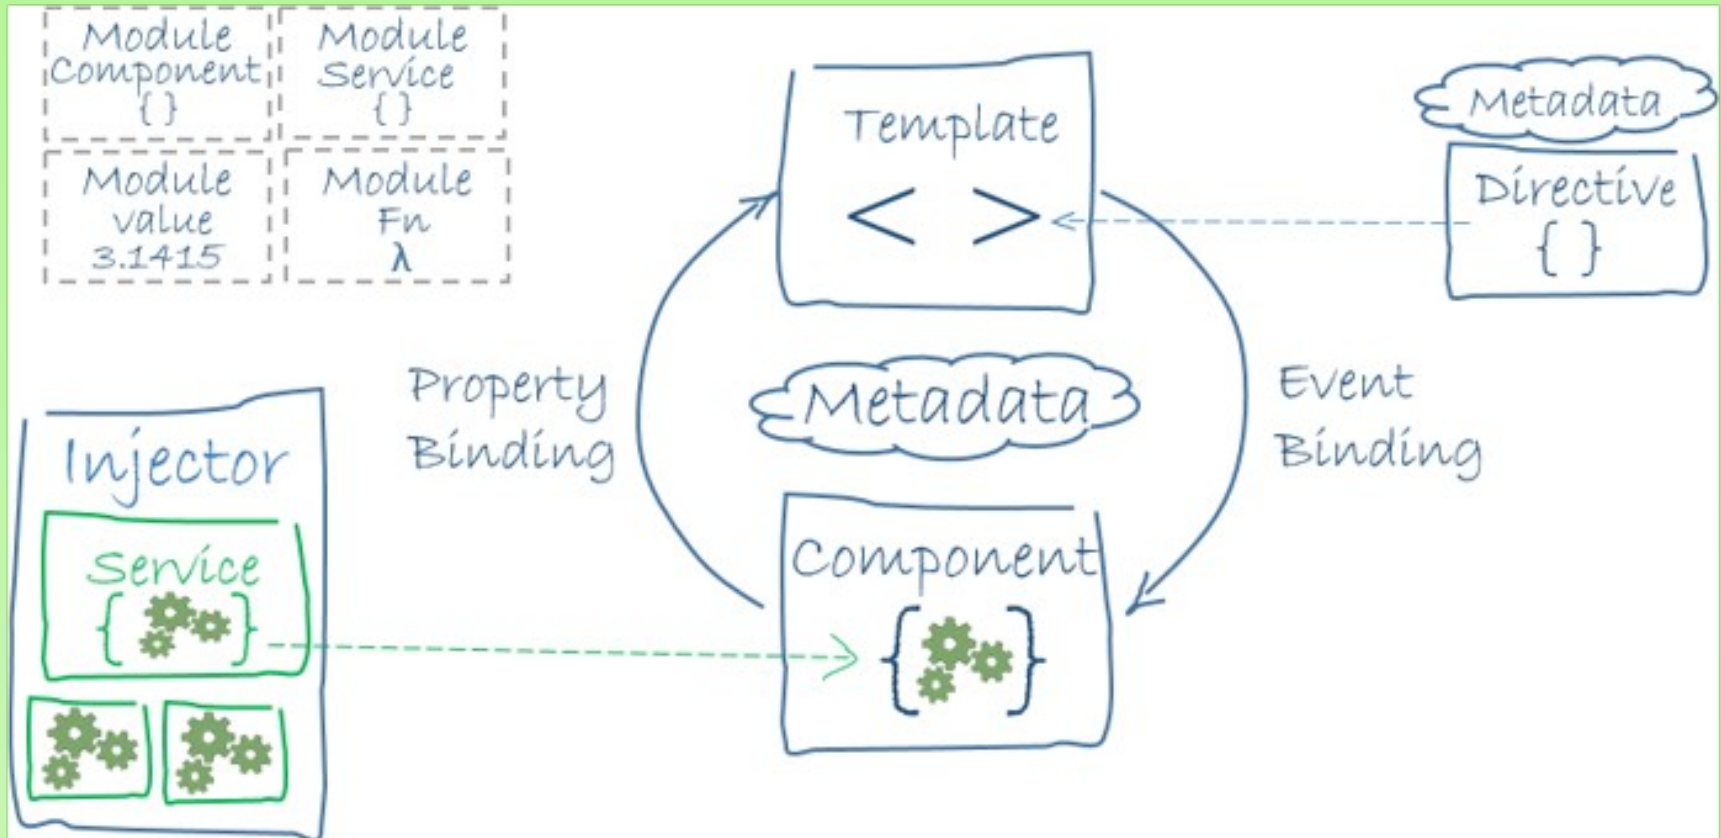 Module
Component
{ }
Module
Service
{ }
Module
value
3.1415
Module
Fn
λ
Template
< >
Metadata
Directive
{ }
Property
Binding
Metadata
Event
Binding
Injector
Service
{ }
Component
{ }